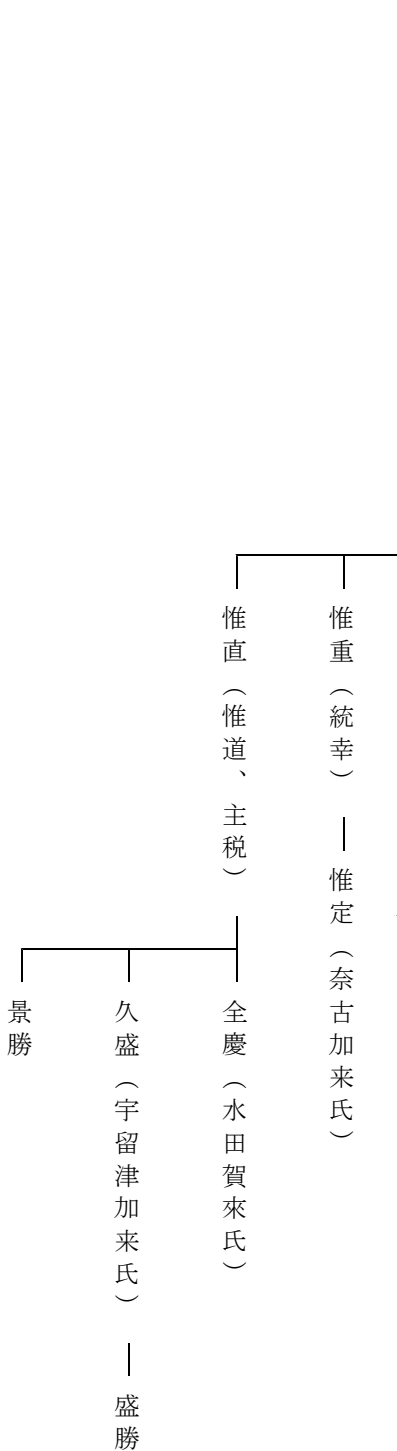 惟重（統幸）
惟定（奈古加来氏）
惟直（惟道、主税）
全慶（水田賀來氏）
久盛（宇留津加来氏）
盛勝
景勝